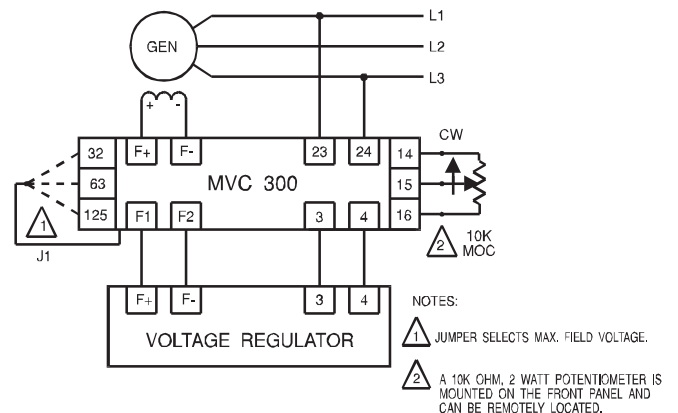 L1
GEN
L2
L3
+ -
CW
32 F+ F- 23 24 14
63 MVC 300 15
125 F1 F2 3 4 16
1
J1
2 10K
MOC
F+ F- 3 4
VOLTAGE REGULATOR
NOTES:
1 JUMPER SELECTS MAX. FIELD VOLTAGE.
2 A 10K OHM, 2 WATT POTENTIOMETER IS
MOUNTED ON THE FRONT PANEL AND
CAN BE REMOTELY LOCATED.